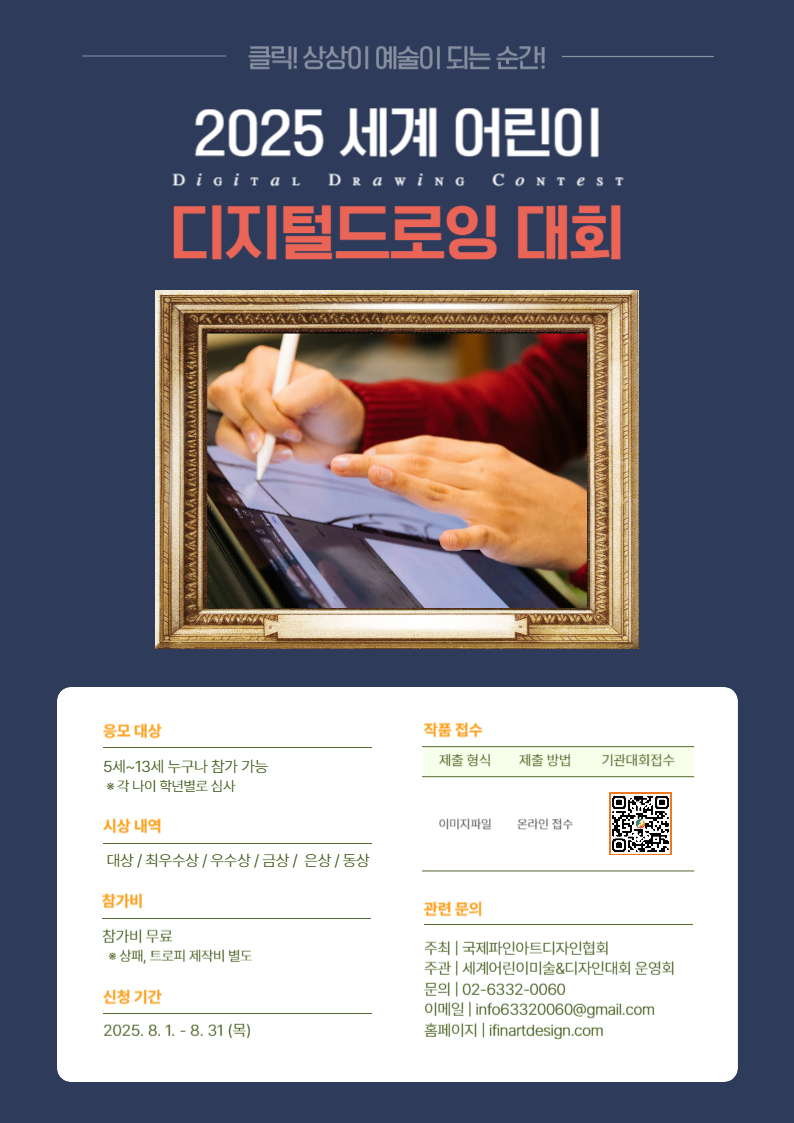 클릭! 상상이 예술이 되는 순간!
2025 세계 어린이
DiGiTaL DRaWiNG CoNTeST
디지털드로잉 대회
응모 대상
5세~13세 누구나 참가 가능
※ 각 나이 학년별로 심사
시상 내역
대상 / 최우수상 / 우수상 / 금상 / 은상 / 동상
참가비
참가비 무료
※ 상패, 트로피 제작비 별도
신청 기간
2025. 8. 1. - 8. 31 (목)
작품 접수
제출 형식 제출 방법 기관대회접수
이미지파일 온라인 접수
관련 문의
주최 | 국제파인아트디자인협회
주관 | 세계어린이미술&디자인대회 운영회
문의 | 02-6332-0060
이메일 | info63320060@gmail.com
홈페이지 | ifinartdesign.com